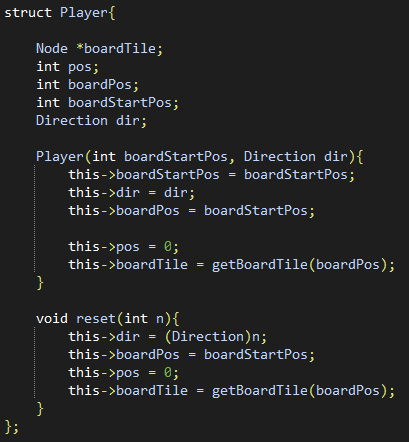 struct Player{
Node *boardTile;
int pos;
int boardPos;
int boardStartPos;
Direction dir;
Player(int boardStartPos, Direction dir){
this->boardStartPos = boardStartPos;
this->dir = dir;
this->boardPos = boardStartPos;
this->pos = 0;
this->boardTile = getBoardTile(boardPos);
}
void reset(int n){
this->dir = (Direction)n;
this->boardPos = boardStartPos;
this->pos = 0;
this->boardTile = getBoardTile(boardPos);
}
};